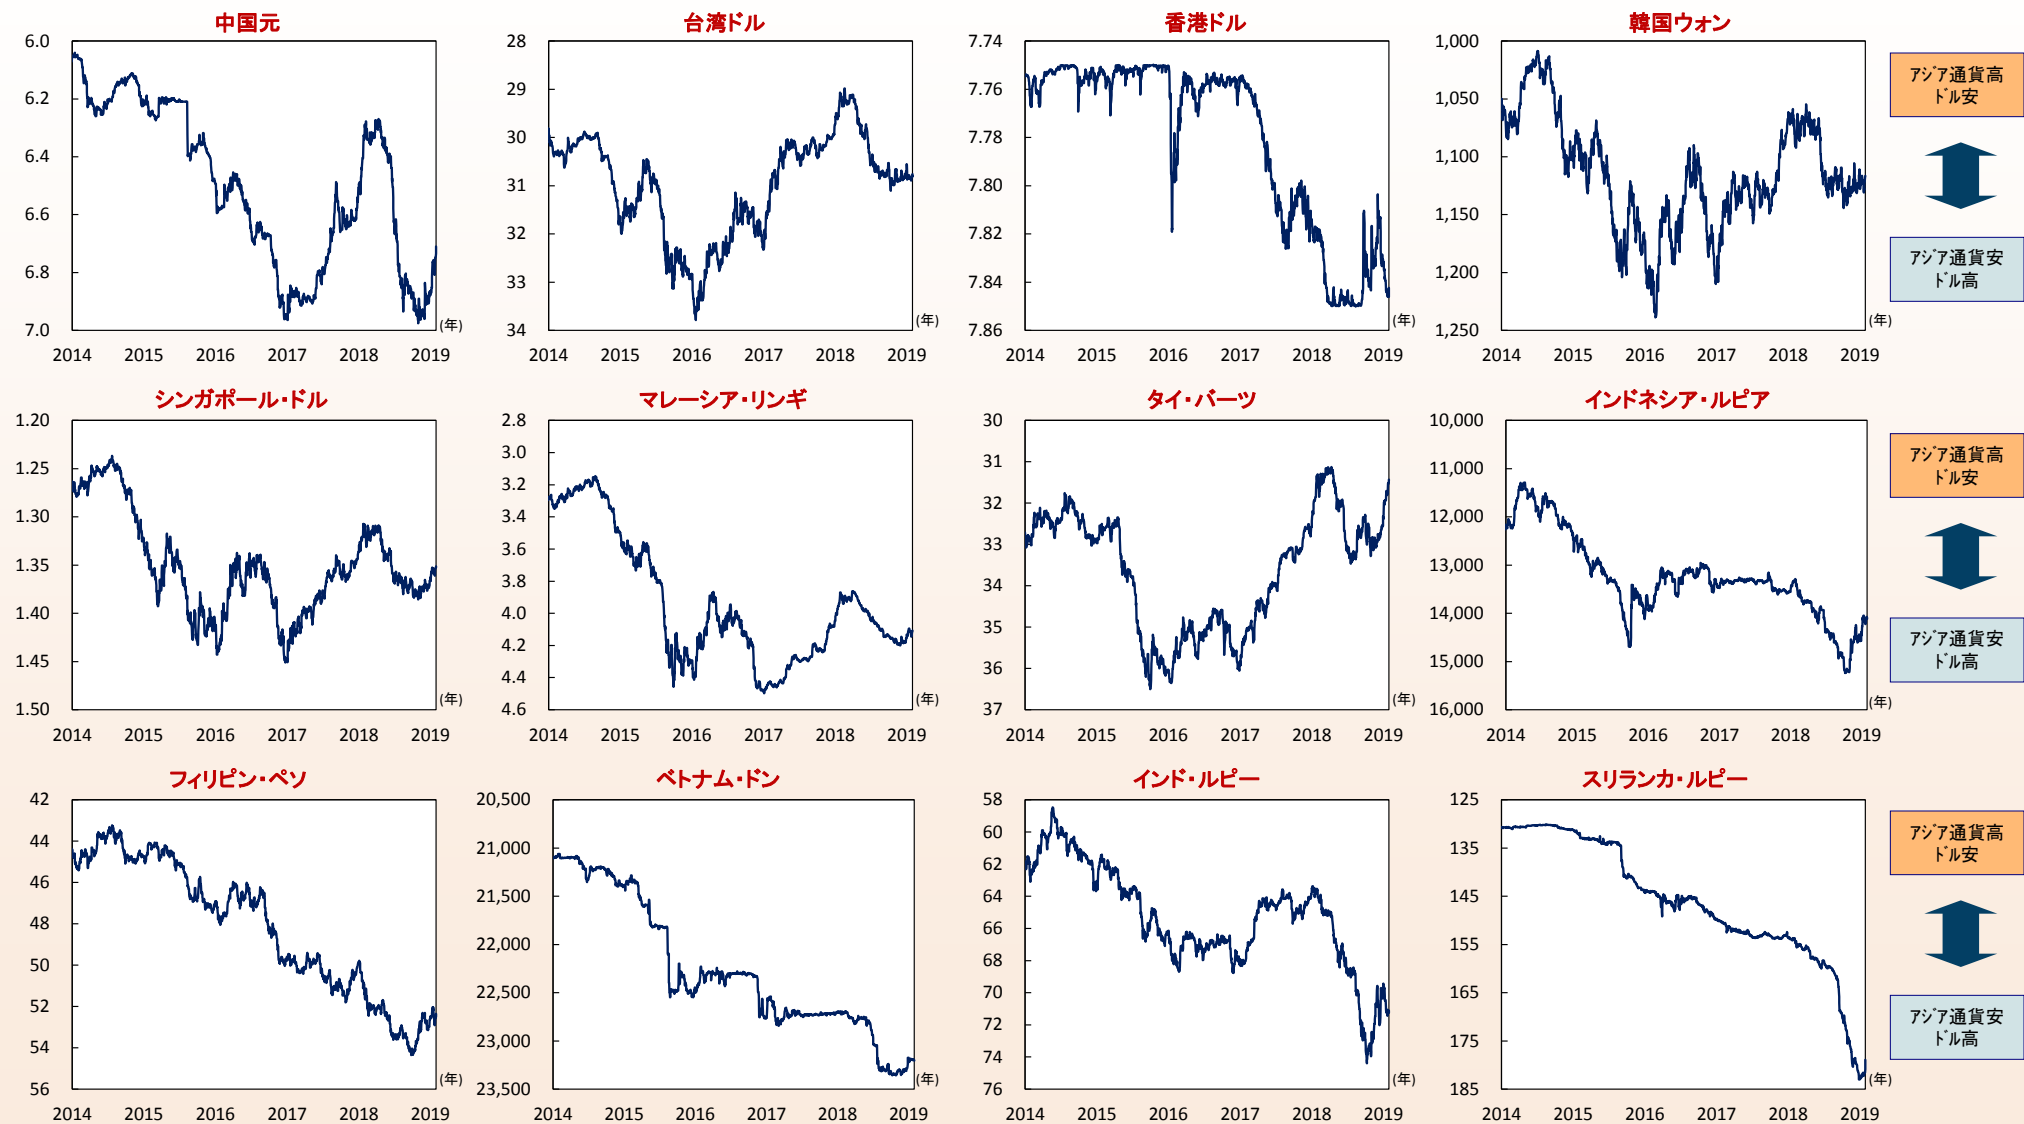 中国元
6.0
6.2
6.4
6.6
6.8
7.0
(年)
2014 2015 2016 2017 2018 2019
台湾ドル
28
29
30
31
32
33
34
(年)
2014 2015 2016 2017 2018 2019
香港ドル
7.74
7.76
7.78
7.80
7.82
7.84
7.86
(年)
2014 2015 2016 2017 2018 2019
韓国ウォン
1,000
1,050
1,100
1,150
1,200
1,250
(年)
2014 2015 2016 2017 2018 2019
アジア通貨高
ドル安
アジア通貨安
ドル高
シンガポール・ドル
1.20
1.25
1.30
1.35
1.40
1.45
1.50
(年)
2014 2015 2016 2017 2018 2019
マレーシア・リンギ
2.8
3.0
3.2
3.4
3.6
3.8
4.0
4.2
4.4
4.6
(年)
2014 2015 2016 2017 2018 2019
タイ・バーツ
30
31
32
33
34
35
36
37
2014 2015 2016 2017 2018 2019
インドネシア・ルピア
10,000
11,000
12,000
13,000
14,000
15,000
16,000
(年)
2014 2015 2016 2017 2018 2019
アジア通貨高
ドル安
アジア通貨安
ドル高
フィリピン・ペソ
42
44
46
48
50
52
54
56
(年)
2014 2015 2016 2017 2018 2019
ベトナム・ドン
20,500
21,000
21,500
22,000
22,500
23,000
23,500
(年)
2014 2015 2016 2017 2018 2019
インド・ルピー
58
60
62
64
66
68
70
72
74
76
(年)
2014 2015 2016 2017 2018 2019
スリランカ・ルピー
125
135
145
155
165
175
185
(年)
2014 2015 2016 2017 2018 2019
アジア通貨高
ドル安
アジア通貨安
ドル高